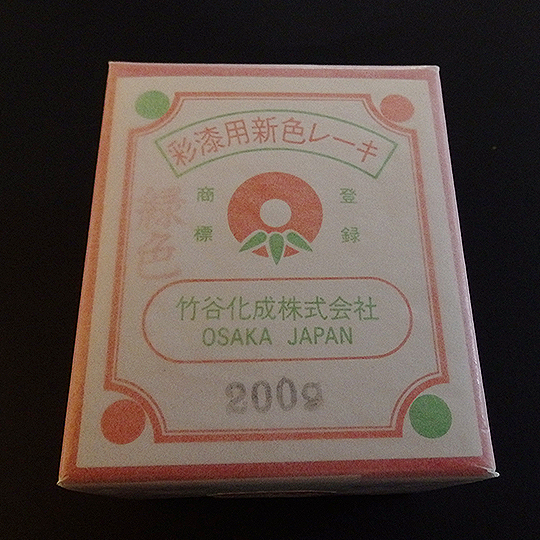 彩漆用新色レーキ
商標
登録
緑色
竹谷化成株式会社
OSAKA JAPAN
200g